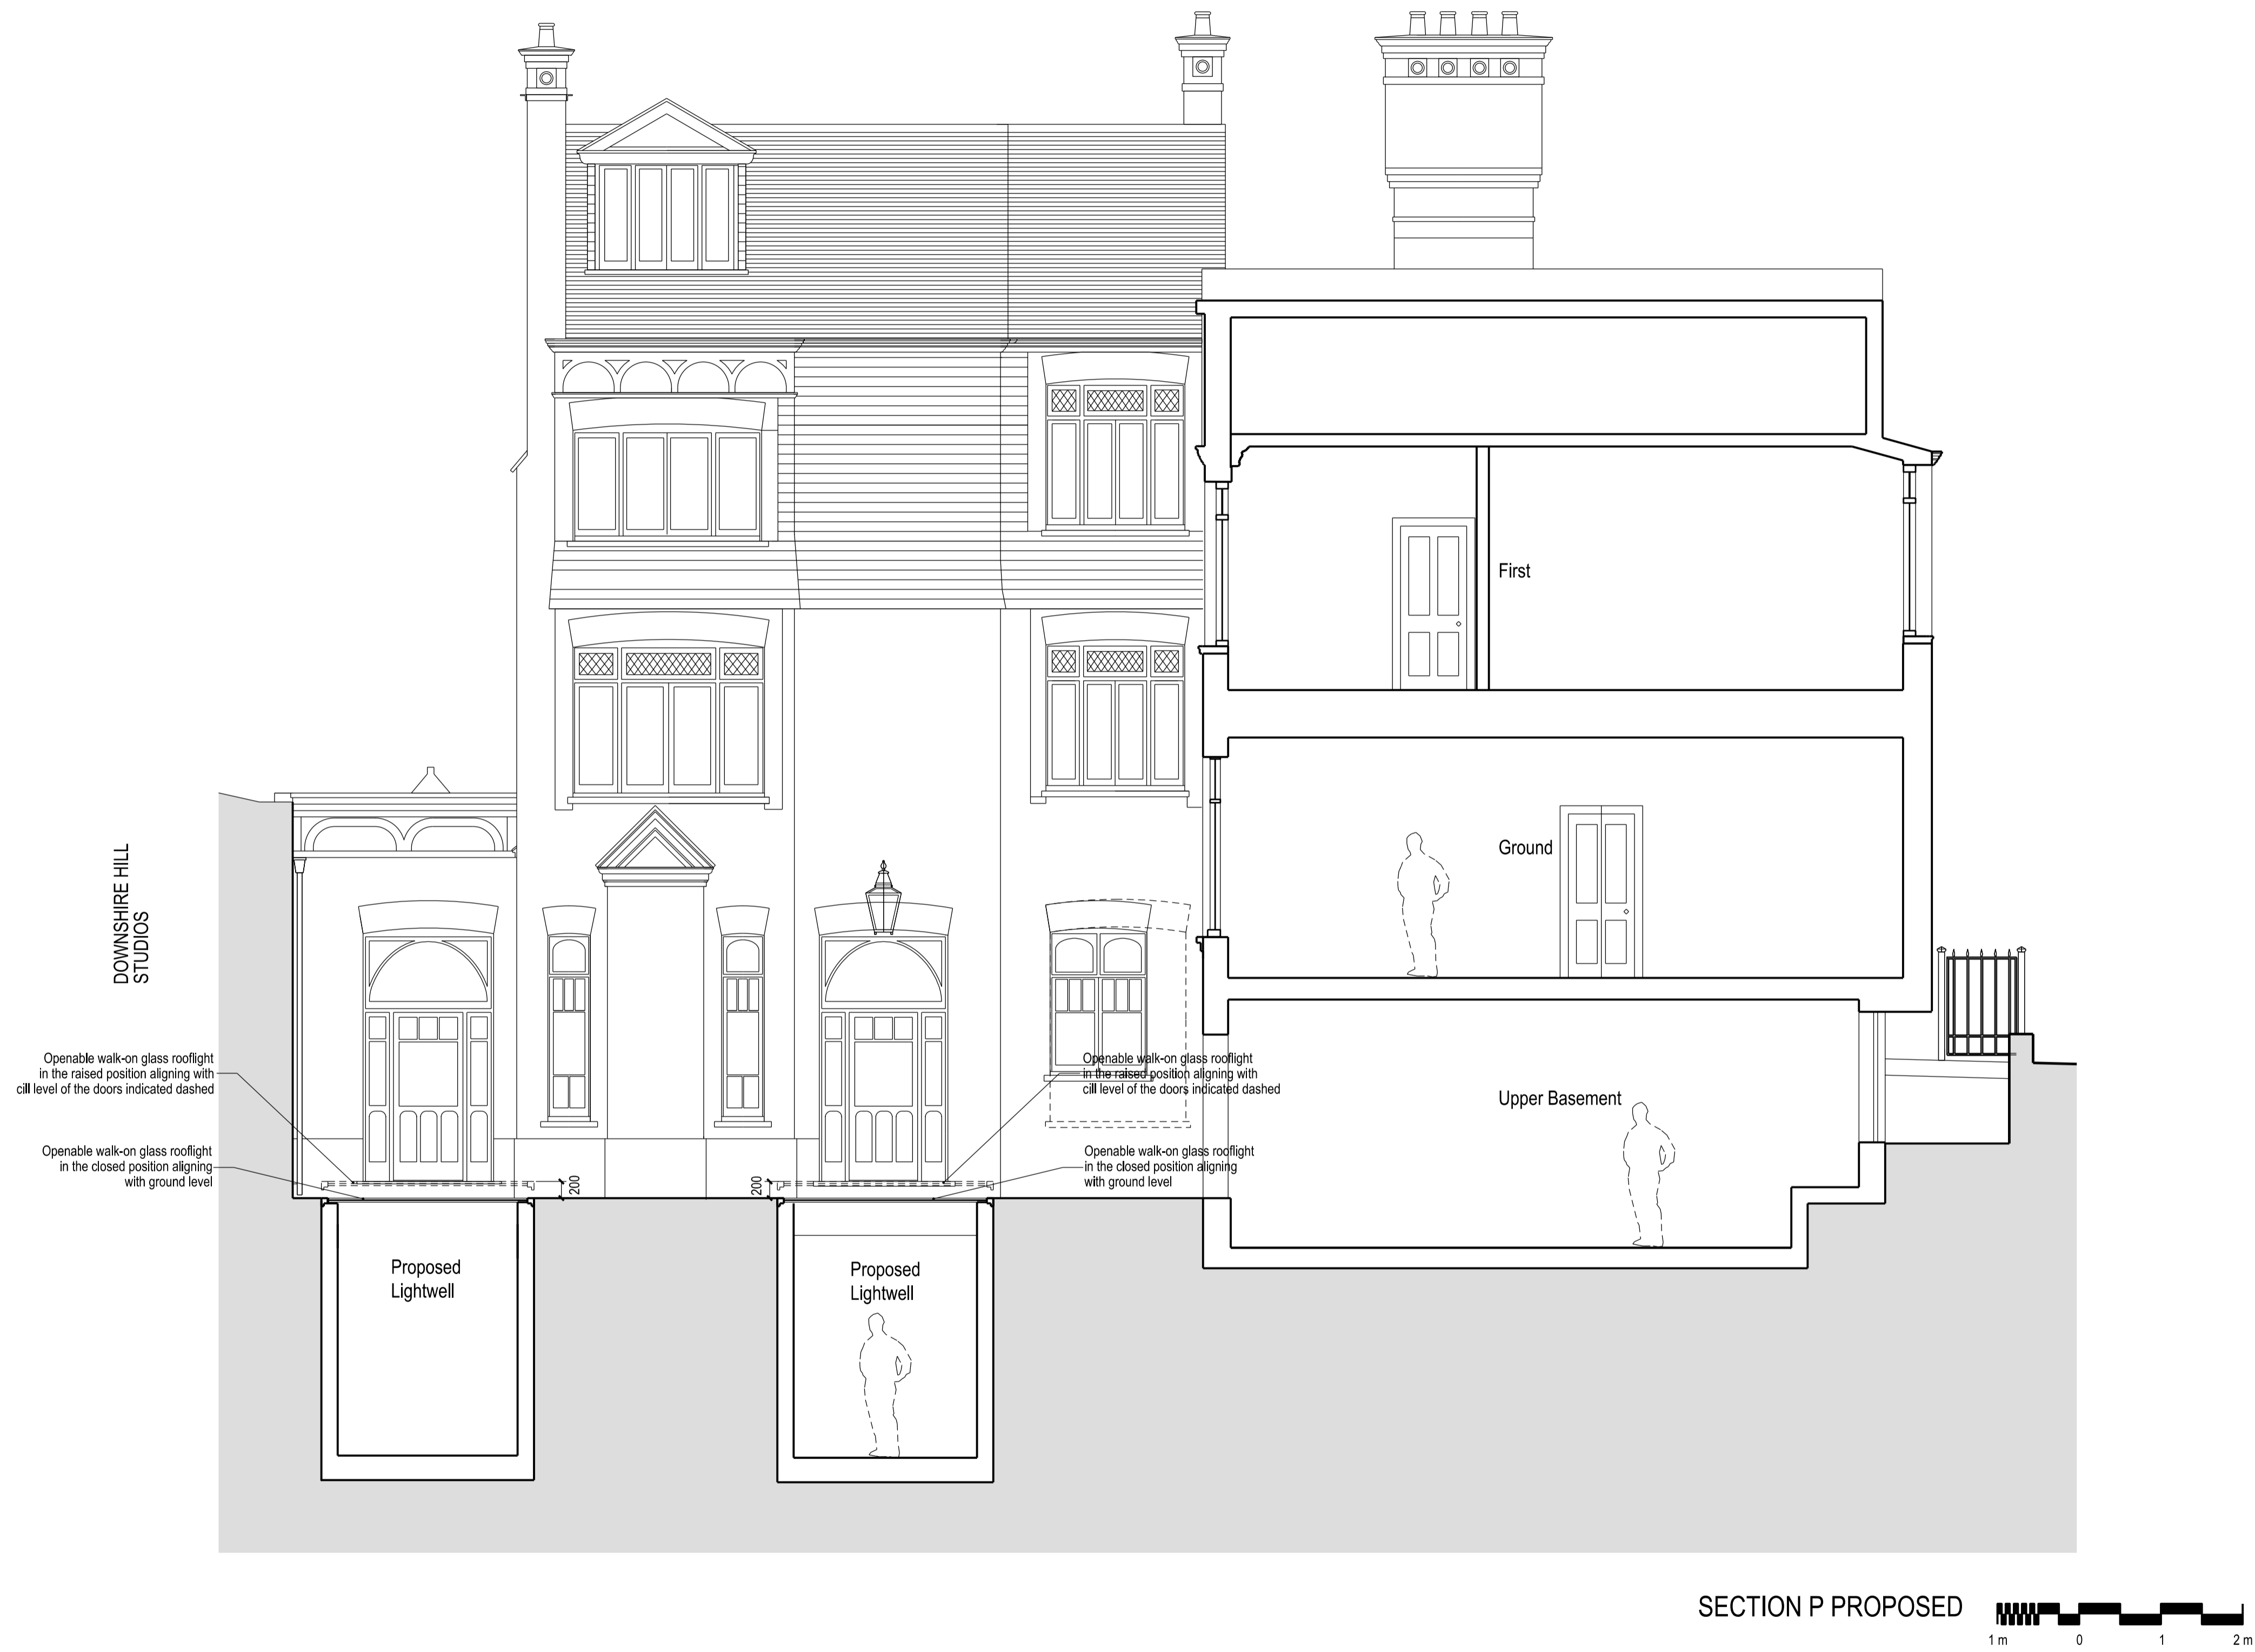 First
Ground
DOWNSHIRE HILL
STUDIOS
Openable walk-on glass rooflight
in the raised position aligning with
cill level of the doors indicated dashed
Openable walk-on glass rooflight
in the raised position aligning with
cill level of the doors indicated dashed
Upper Basement
Openable walk-on glass rooflight
in the closed position aligning
with ground level
Openable walk-on glass rooflight
in the closed position aligning
with ground level
200
200
Proposed
Lightwell
Proposed
Lightwell
SECTION P PROPOSED
1 m 0 1 2 m